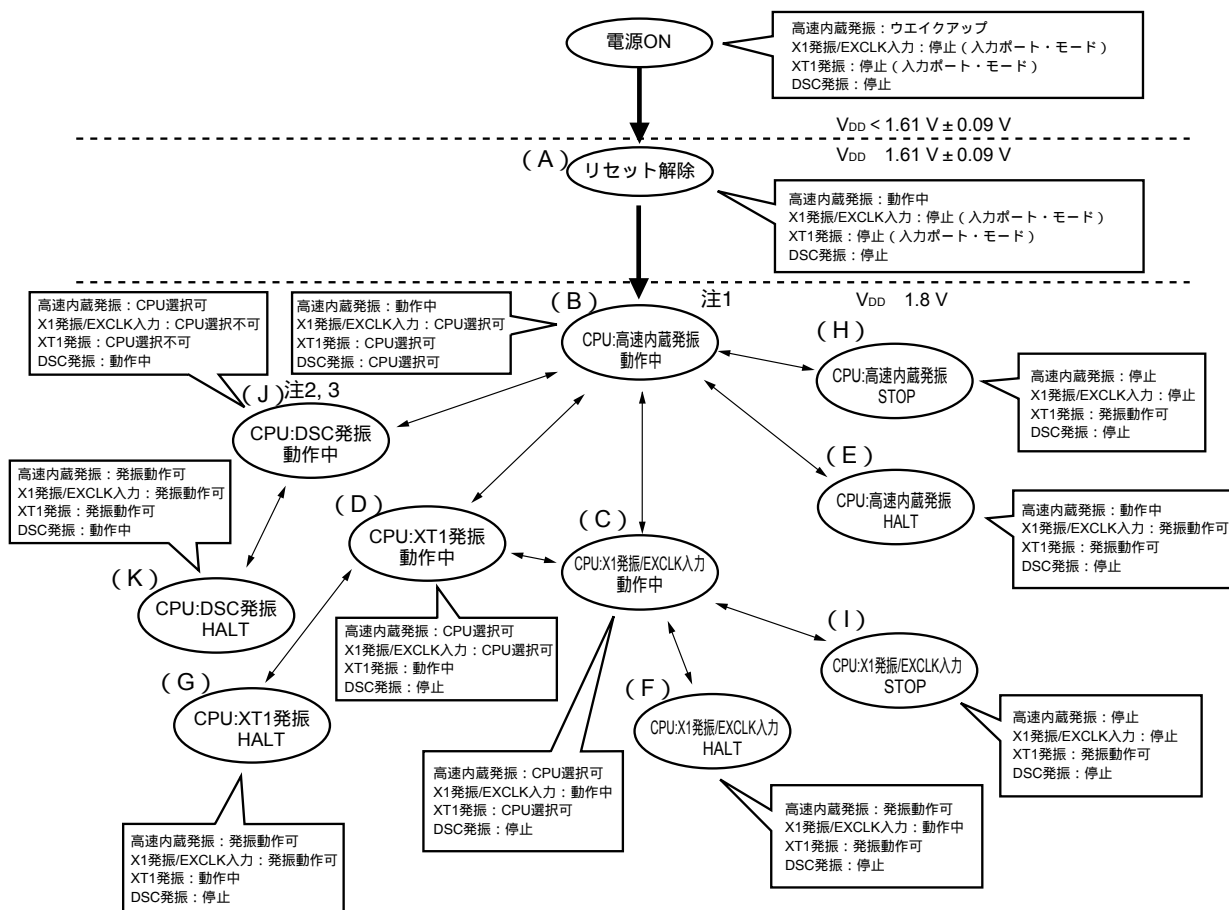 電源ON
高速内蔵発振：ウエイクアップ
X1発振/EXCLK入力：停止（入力ポート・モード）
XT1発振：停止（入力ポート・モード）
DSC発振：停止
VDD < 1.61 V ± 0.09 V
VDD 1.61 V ± 0.09 V
（A）
リセット解除
高速内蔵発振：動作中
X1発振/EXCLK入力：停止（入力ポート・モード）
XT1発振：停止（入力ポート・モード）
DSC発振：停止
VDD 1.8 V
高速内蔵発振：CPU選択可
X1発振/EXCLK入力：CPU選択不可
XT1発振：CPU選択不可
DSC発振：動作中
高速内蔵発振：動作中
X1発振/EXCLK入力：CPU選択可
XT1発振：CPU選択可
DSC発振：CPU選択可
（B）
注1
CPU:高速内蔵発振
動作中
（H）
CPU:高速内蔵発振
STOP
高速内蔵発振：停止
X1発振/EXCLK入力：停止
XT1発振：発振動作可
DSC発振：停止
（J）注2, 3
CPU:DSC発振
動作中
（E）
CPU:高速内蔵発振
HALT
高速内蔵発振：動作中
X1発振/EXCLK入力：発振動作可
XT1発振：発振動作可
DSC発振：停止
高速内蔵発振：発振動作可
X1発振/EXCLK入力：発振動作可
XT1発振：発振動作可
DSC発振：動作中
（D）
CPU:XT1発振
動作中
（C）
CPU:X1発振/EXCLK入力
動作中
（K）
CPU:DSC発振
HALT
高速内蔵発振：CPU選択可
X1発振/EXCLK入力：CPU選択可
XT1発振：動作中
DSC発振：停止
（I）
CPU:X1発振/EXCLK入力
STOP
（G）
CPU:XT1発振
HALT
（F）
CPU:X1発振/EXCLK入力
HALT
高速内蔵発振：停止
X1発振/EXCLK入力：停止
XT1発振：発振動作可
DSC発振：停止
高速内蔵発振：CPU選択可
X1発振/EXCLK入力：動作中
XT1発振：CPU選択可
DSC発振：停止
高速内蔵発振：発振動作可
X1発振/EXCLK入力：動作中
XT1発振：発振動作可
DSC発振：停止
高速内蔵発振：発振動作可
X1発振/EXCLK入力：発振動作可
XT1発振：動作中
DSC発振：停止